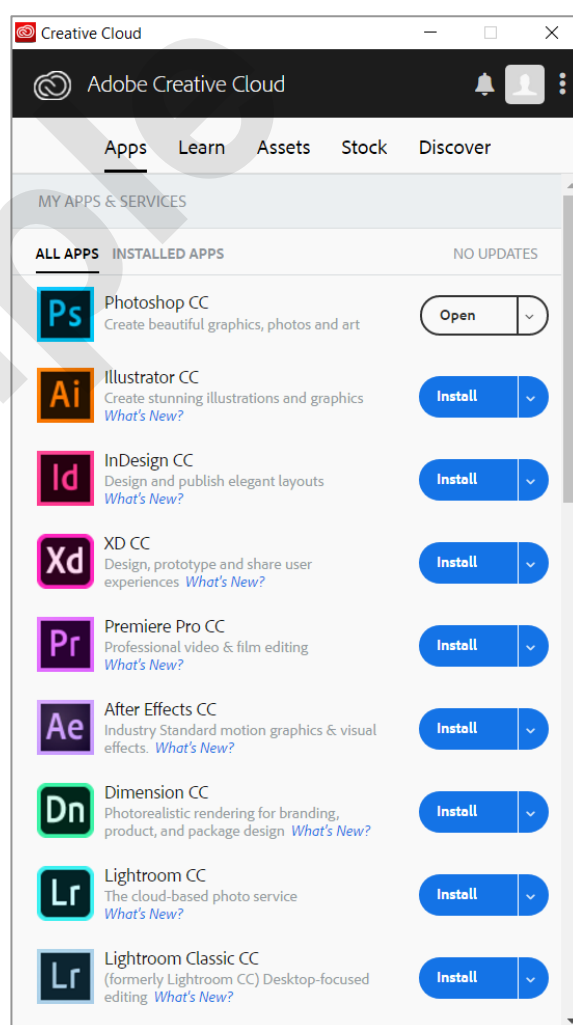 Creative Cloud
Adobe Creative Cloud
Apps Learn Assets Stock Discover
MY APPS & SERVICES
ALL APPS INSTALLED APPS NO UPDATES
Ps
Photoshop CC
Create beautiful graphics, photos and art
Open
Ai
Illustrator CC
Create stunning illustrations and graphics
What's New?
Install
Id
InDesign CC
Design and publish elegant layouts
What's New?
Install
Xd
XD CC
Design, prototype and share user
experiences What's New?
Install
Pr
Premiere Pro CC
Professional video & film editing
What's New?
Install
Ae
After Effects CC
Industry Standard motion graphics & visual
effects. What's New?
Install
Dn
Dimension CC
Photorealistic rendering for branding,
product, and package design What's New?
Install
Lr
Lightroom CC
The cloud-based photo service
What's New?
Install
Lr
Lightroom Classic CC
(formerly Lightroom CC) Desktop-focused
editing What's New?
Install